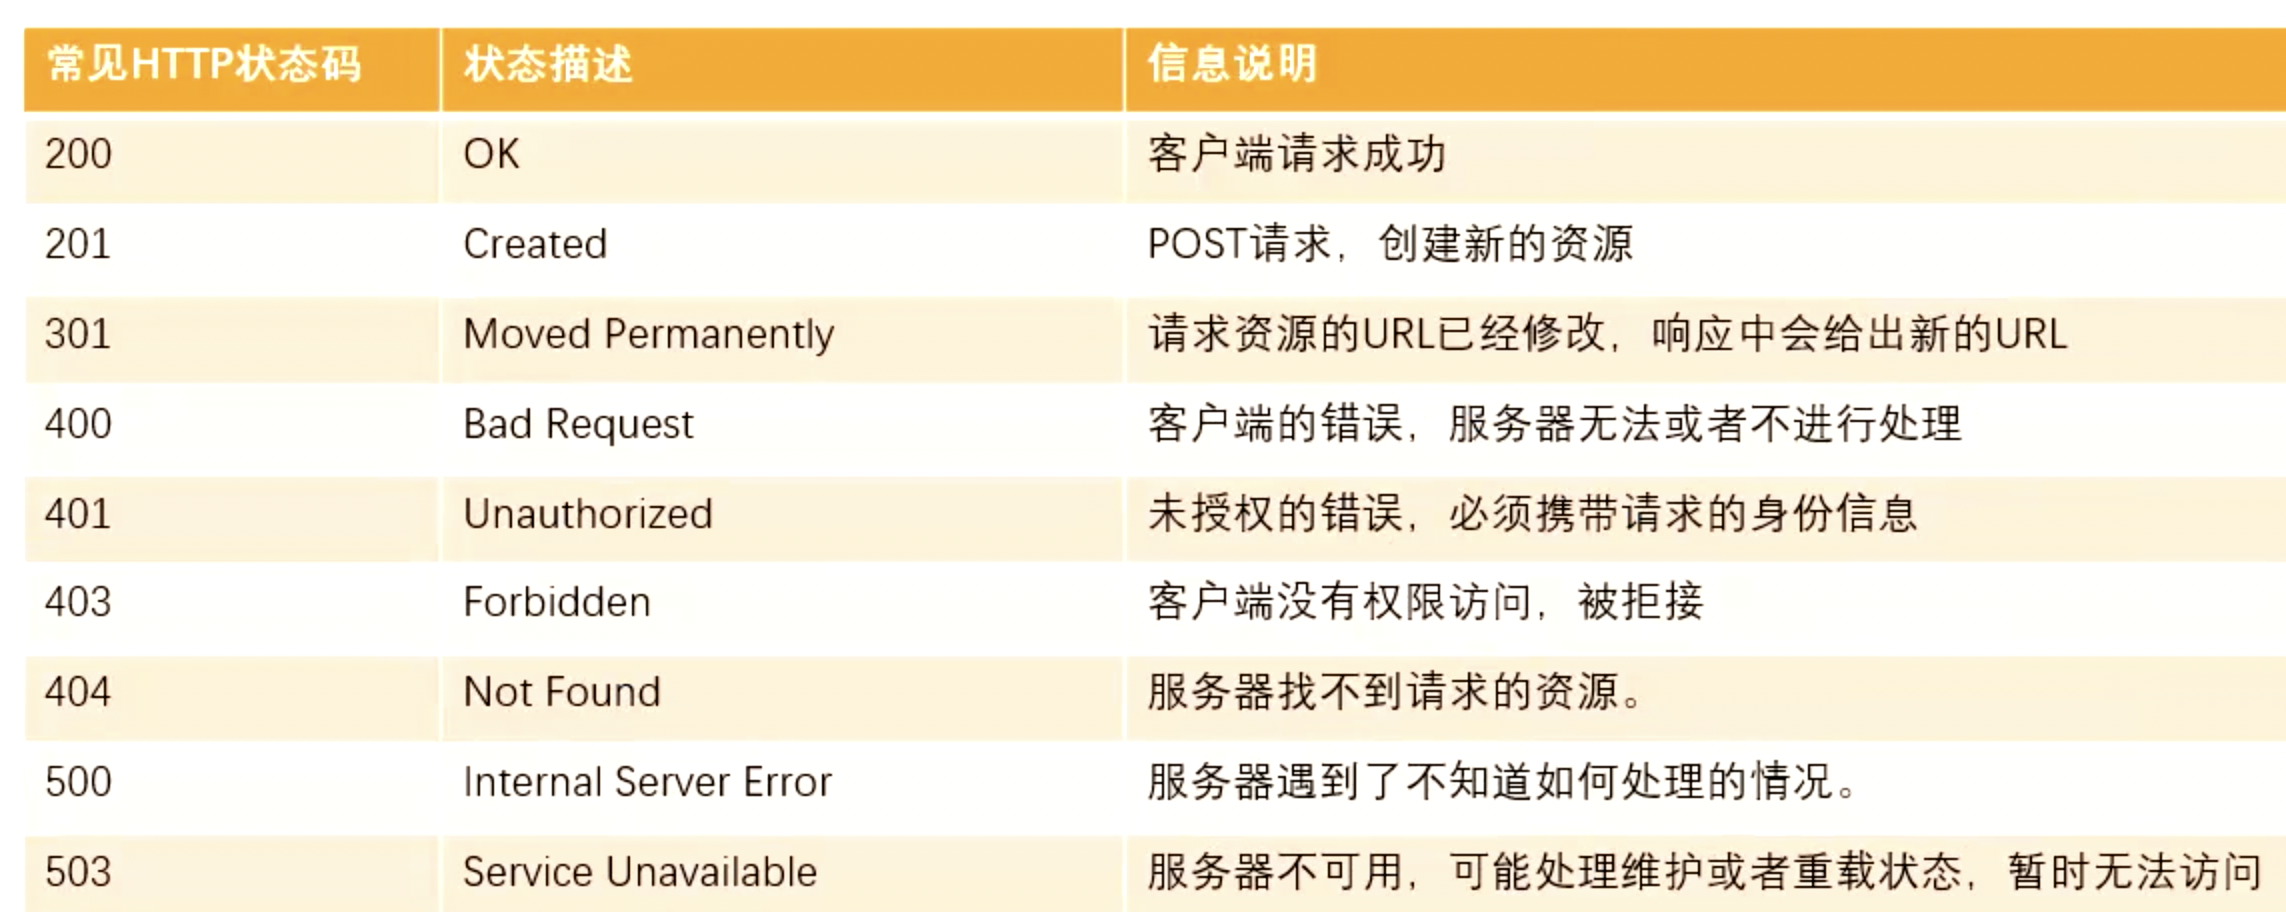 常见HTTP状态码 状态描述 信息说明
200 OK 客户端请求成功
201 Created POST请求，创建新的资源
301 Moved Permanently 请求资源的URL已经修改，响应中会给出新的URL
400 Bad Request 客户端的错误，服务器无法或者不进行处理
401 Unauthorized 未授权的错误，必须携带请求的身份信息
403 Forbidden 客户端没有权限访问，被拒接
404 Not Found 服务器找不到请求的资源。
500 Internal Server Error 服务器遇到了不知道如何处理的情况。
503 Service Unavailable 服务器不可用，可能处理维护或者重载状态，暂时无法访问